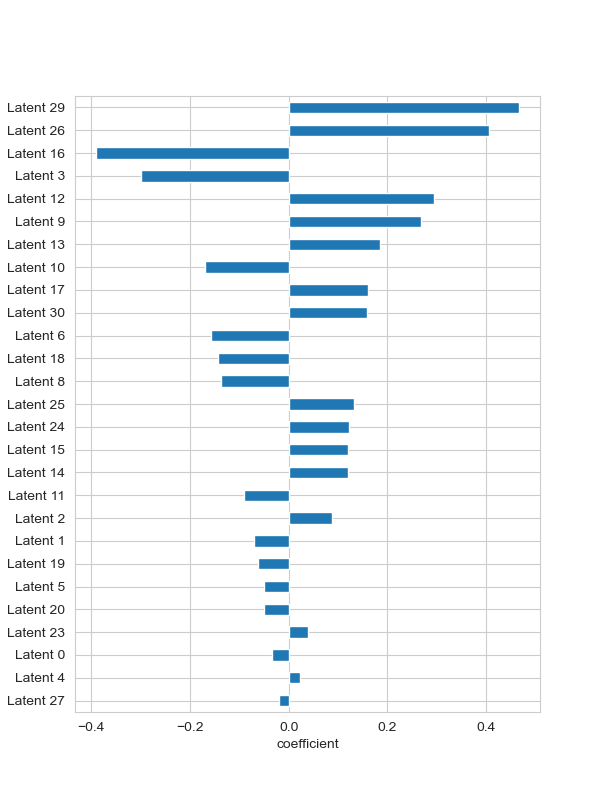 Latent 29
Latent 26
Latent 16
Latent 3
Latent 12
Latent 9
Latent 13
Latent 10
Latent 17
Latent 30
Latent 6
Latent 18
Latent 8
Latent 25
Latent 24
Latent 15
Latent 14
Latent 11
Latent 2
Latent 1
Latent 19
Latent 5
Latent 20
Latent 23
Latent 0
Latent 4
Latent 27
−0.4 −0.2 0.0 0.2 0.4
coefficient